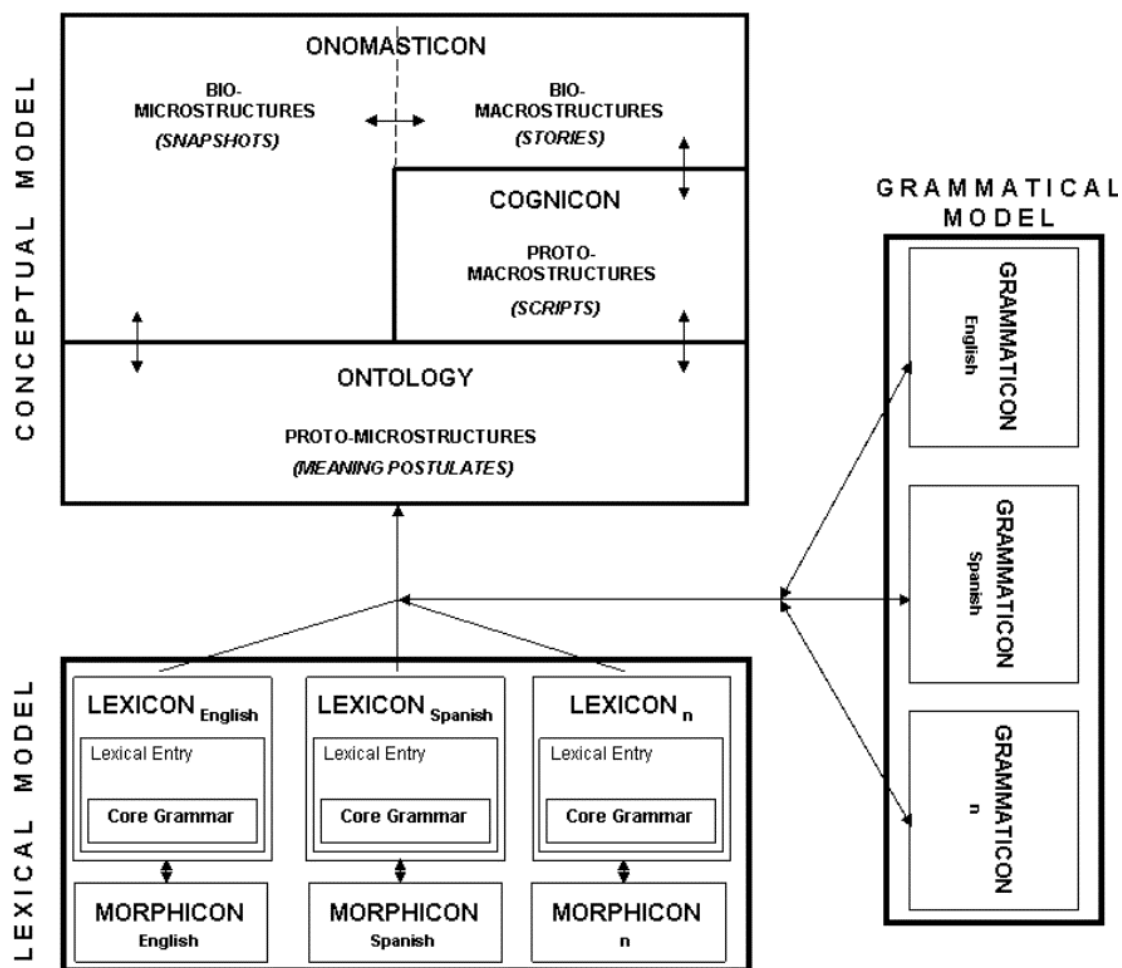 CONCEPTUAL MODEL
ONOMASTICON
BIO-
MICROSTRUCTURES
(SNAPSHOTS)
BIO-
MACROSTRUCTURES
(STORIES)
COGNICON
PROTO-
MACROSTRUCTURES
(SCRIPTS)
ONTOLOGY
PROTO-MICROSTRUCTURES
(MEANING POSTULATES)
GRAMMATICAL
MODEL
GRAMMATICON
English
GRAMMATICON
Spanish
GRAMMATICON
n
LEXICAL MODEL
LEXICON English
Lexical Entry
Core Grammar
MORPHICON
English
LEXICON Spanish
Lexical Entry
Core Grammar
MORPHICON
Spanish
LEXICON n
Lexical Entry
Core Grammar
MORPHICON
n